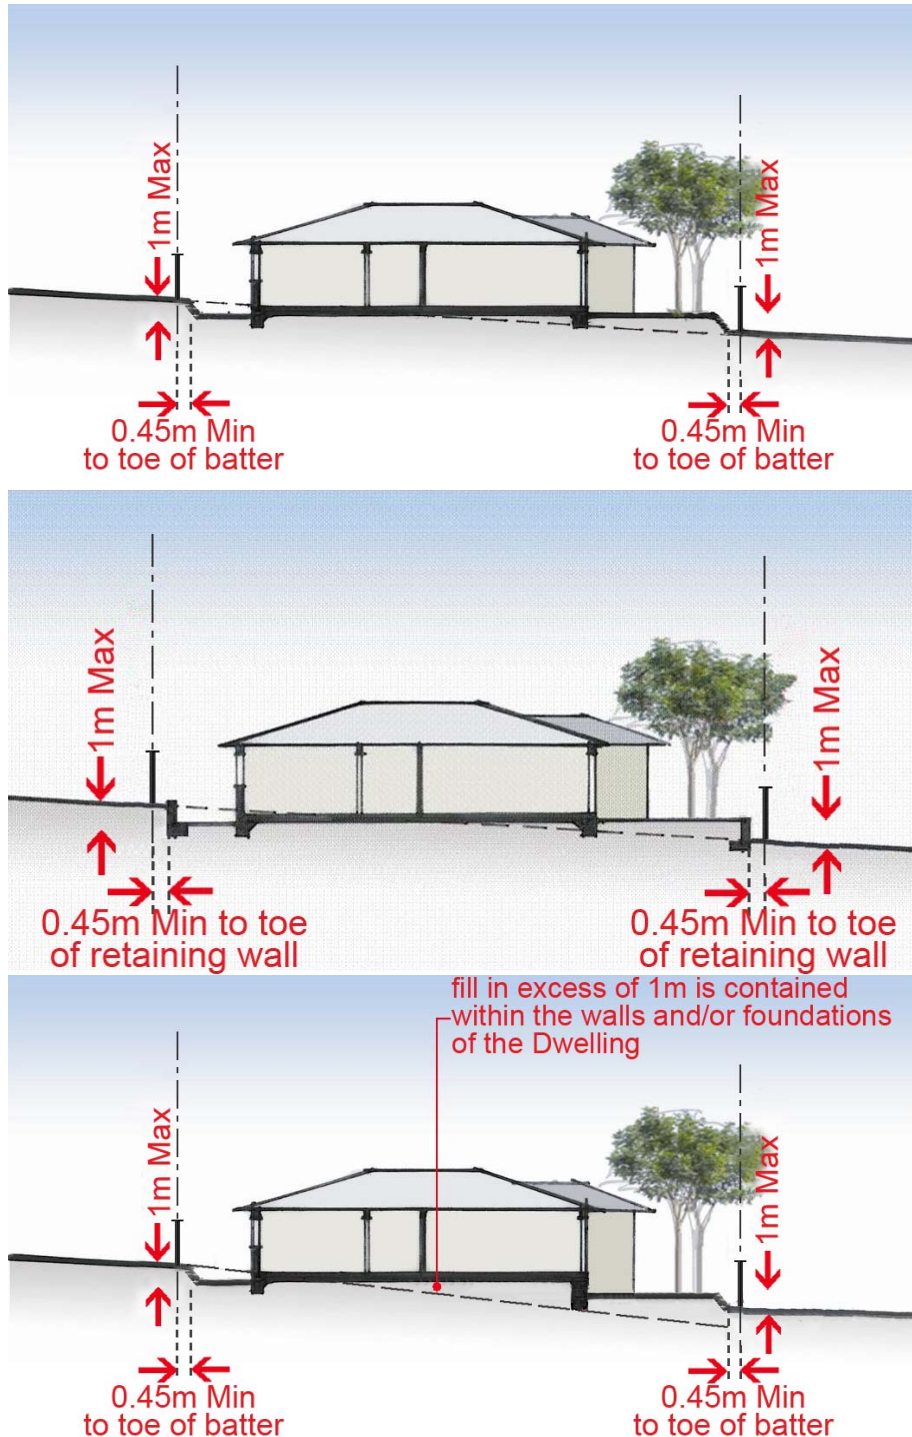 1m Max
1m Max
0.45m Min
to toe of batter
0.45m Min
to toe of batter
1m Max
1m Max
0.45m Min to toe
of retaining wall
0.45m Min to toe
of retaining wall
fill in excess of 1m is contained
within the walls and/or foundations
of the Dwelling
1m Max
1m Max
0.45m Min
to toe of batter
0.45m Min
to toe of batter